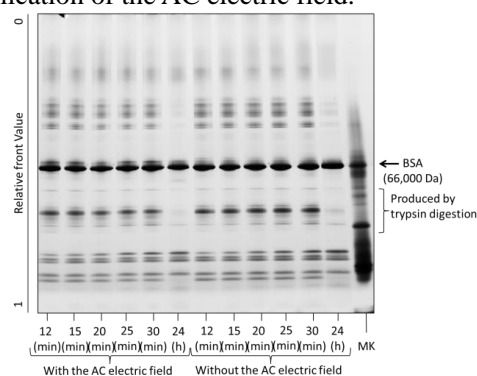 ication of the AC electric field.
0
Relative front Value
1
BSA
(66,000 Da)
Produced by
trypsin digestion
12 15 20 25 30 24 12 15 20 25 30 24
(min) (min) (min) (min) (min) (h) (min) (min) (min) (min) (min) (h) MK
With the AC electric field Without the AC electric field